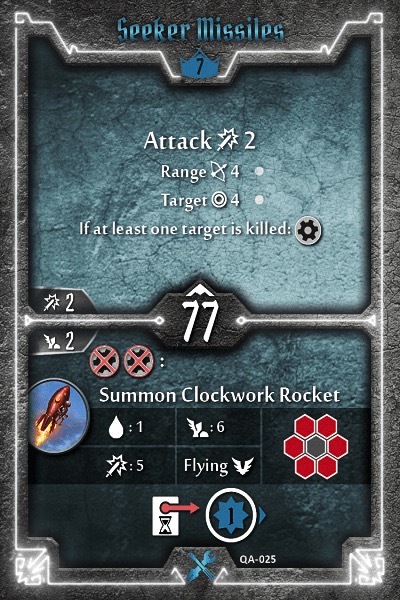 Seeker Missiles
7
Attack 2
Range 4
Target 4
If at least one target is killed:
2
77
2
:
Summon Clockwork Rocket
: 1
: 6
: 5
Flying
1
QA-025